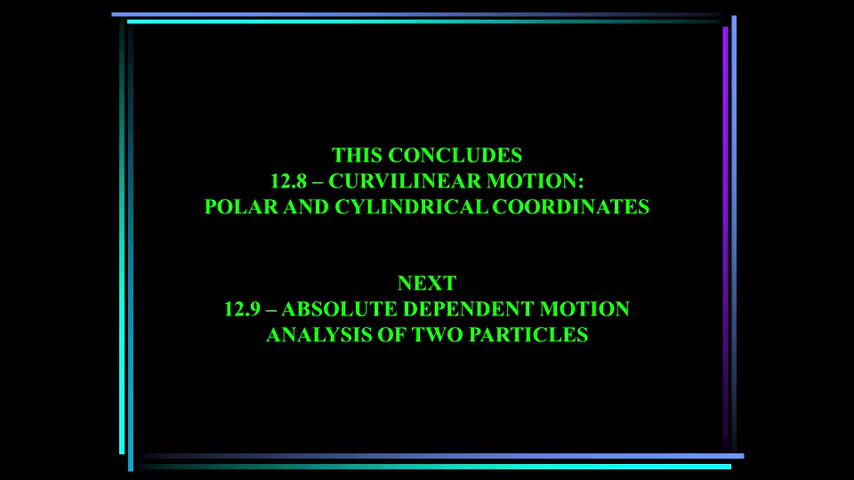 THIS CONCLUDES
12.8 – CURVILINEAR MOTION:
POLAR AND CYLINDRICAL COORDINATES
NEXT
12.9 – ABSOLUTE DEPENDENT MOTION
ANALYSIS OF TWO PARTICLES